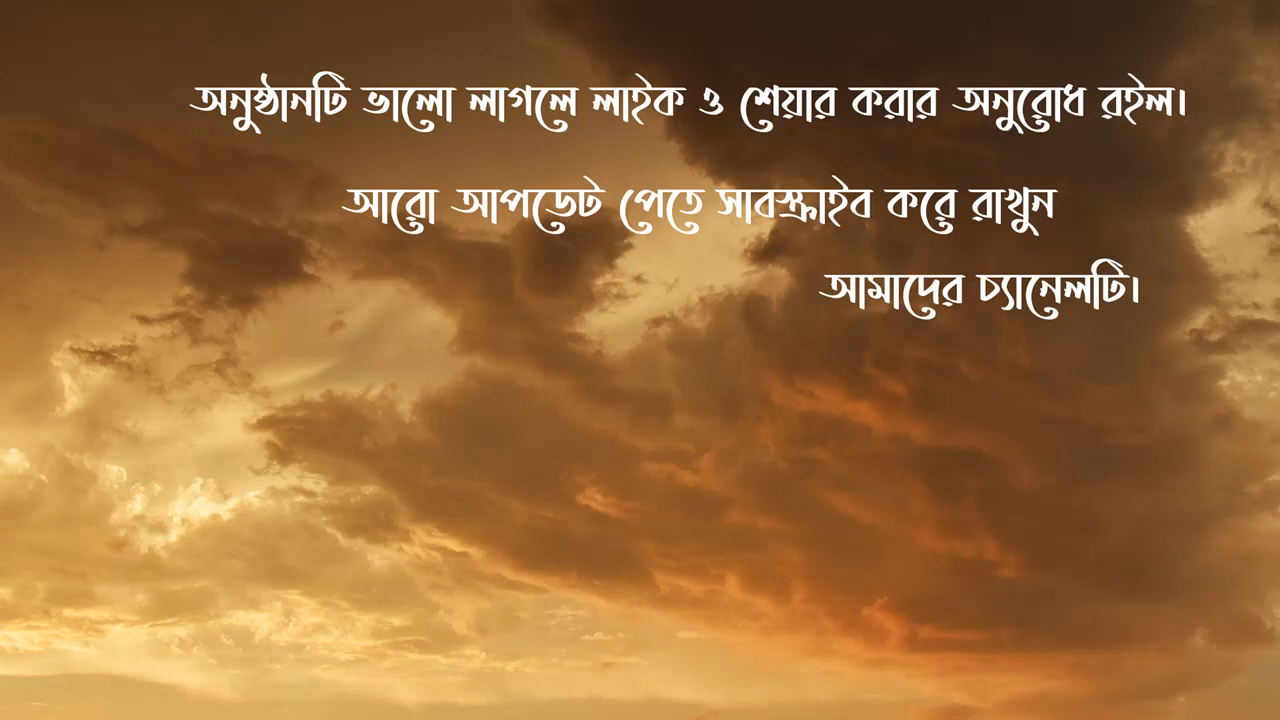 অনুষ্ঠানটি ভালো লাগলে লাইক ও শেয়ার করার অনুরোধ রইল।
আরো আপডেট পেতে সাবস্ক্রাইব করে রাখুন
আমাদের চ্যানেলটি।